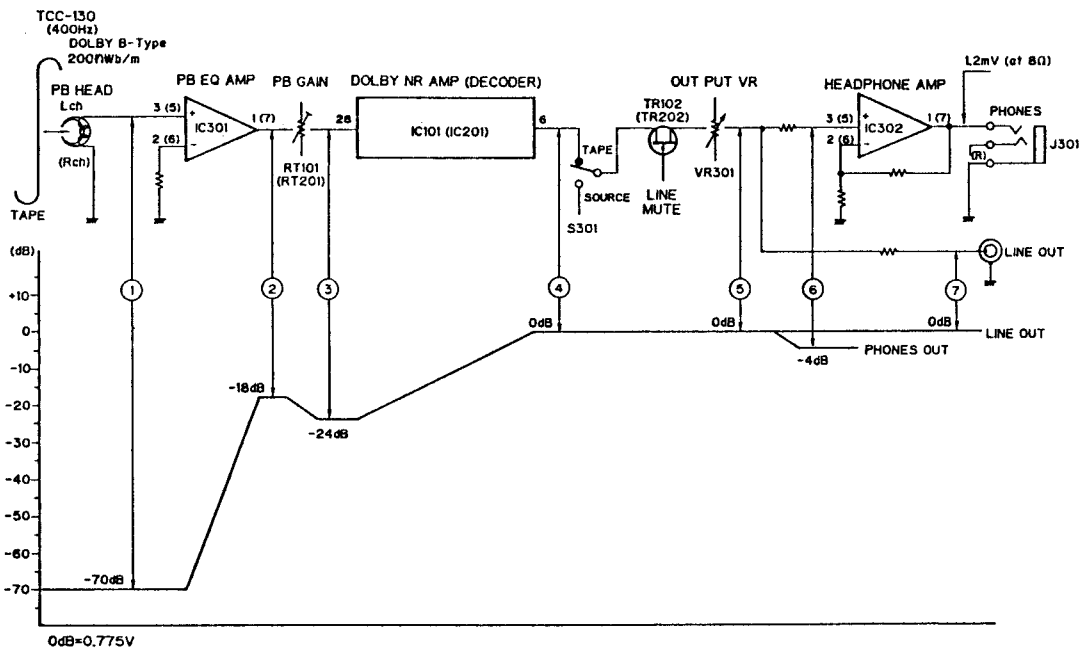 TCC-130
(400Hz)
DOLBY B-Type
200nWb/m
PB HEAD
Lch
(Rch)
TAPE
PB EQ AMP
3 (5)
+
IC301
1 (7)
2 (6)
-
PB GAIN
RT101
(RT201)
28
DOLBY NR AMP (DECODER)
IC101 (IC201)
6
TAPE
SOURCE
S301
TR102
(TR202)
LINE
MUTE
OUT PUT VR
VR301
HEADPHONE AMP
3 (5)
+
IC302
1 (7)
2 (6)
-
1.2mV (at 8Ω)
PHONES
(R)
J301
LINE OUT
(dB)
+10
0
-10
-20
-30
-40
-50
-60
-70
1
2
3
4
5
6
7
-70dB
-18dB
-24dB
0dB
0dB
0dB
LINE OUT
-4dB
PHONES OUT
0dB=0.775V